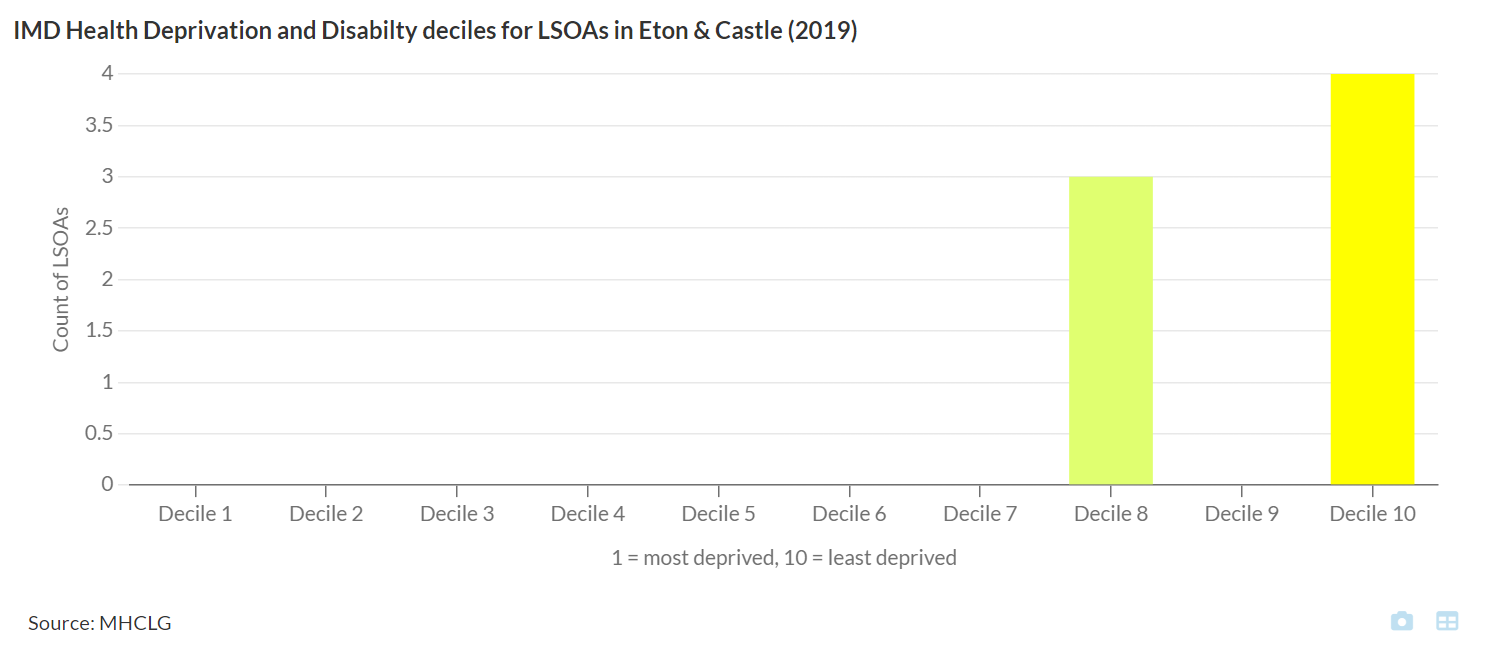 IMD Health Deprivation and Disabilty deciles for LSOAs in Eton & Castle (2019)
4
3.5
3
2.5
2
1.5
1
0.5
0
Count of LSOAs
Decile 1 Decile 2 Decile 3 Decile 4 Decile 5 Decile 6 Decile 7 Decile 8 Decile 9 Decile 10
1 = most deprived, 10 = least deprived
Source: MHCLG